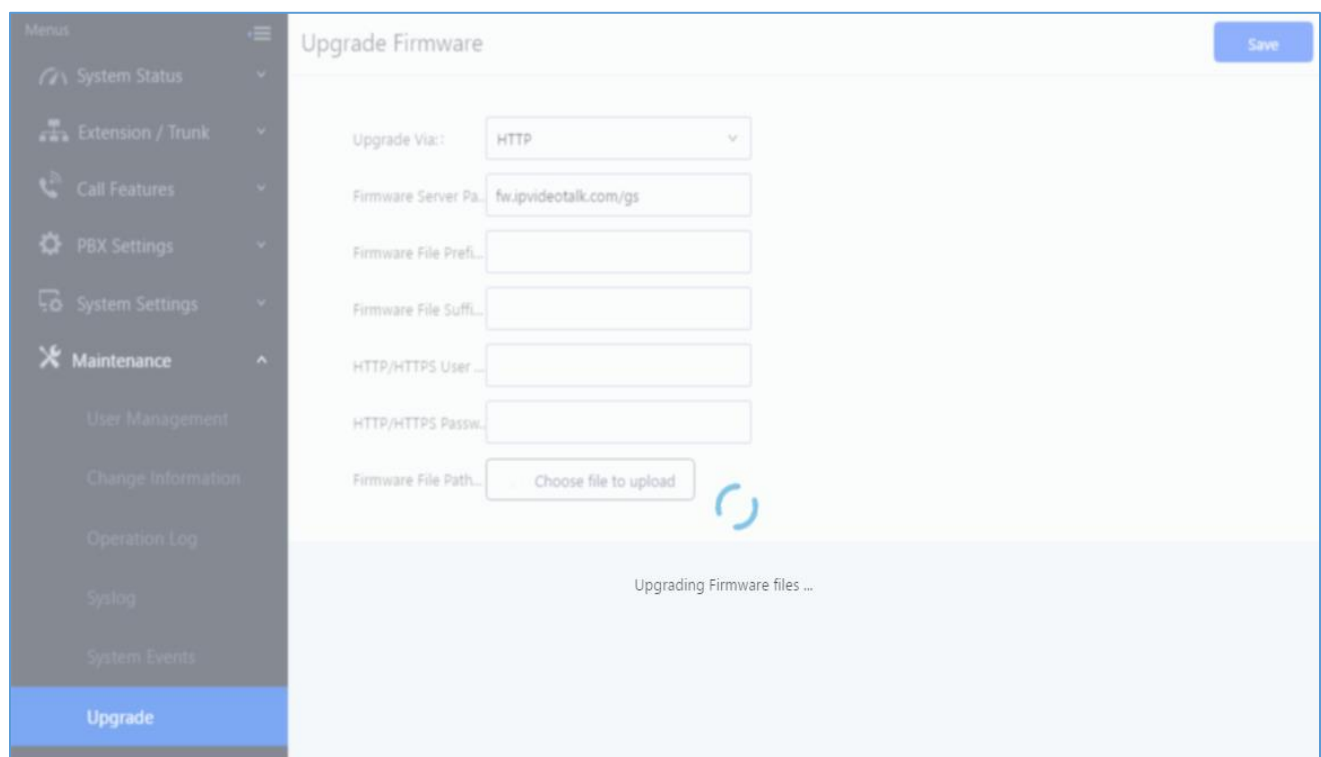 Menus
System Status
Extension / Trunk
Call Features
PBX Settings
System Settings
Maintenance
User Management
Change Information
Operation Log
Syslog
System Events
Upgrade
Upgrade Firmware
Save
Upgrade Via: : HTTP
Firmware Server Pa... fw.ipvideotalk.com/gs
Firmware File Prefi...
Firmware File Suffi...
HTTP/HTTPS User ...
HTTP/HTTPS Passw...
Firmware File Path... Choose file to upload
Upgrading Firmware files ...